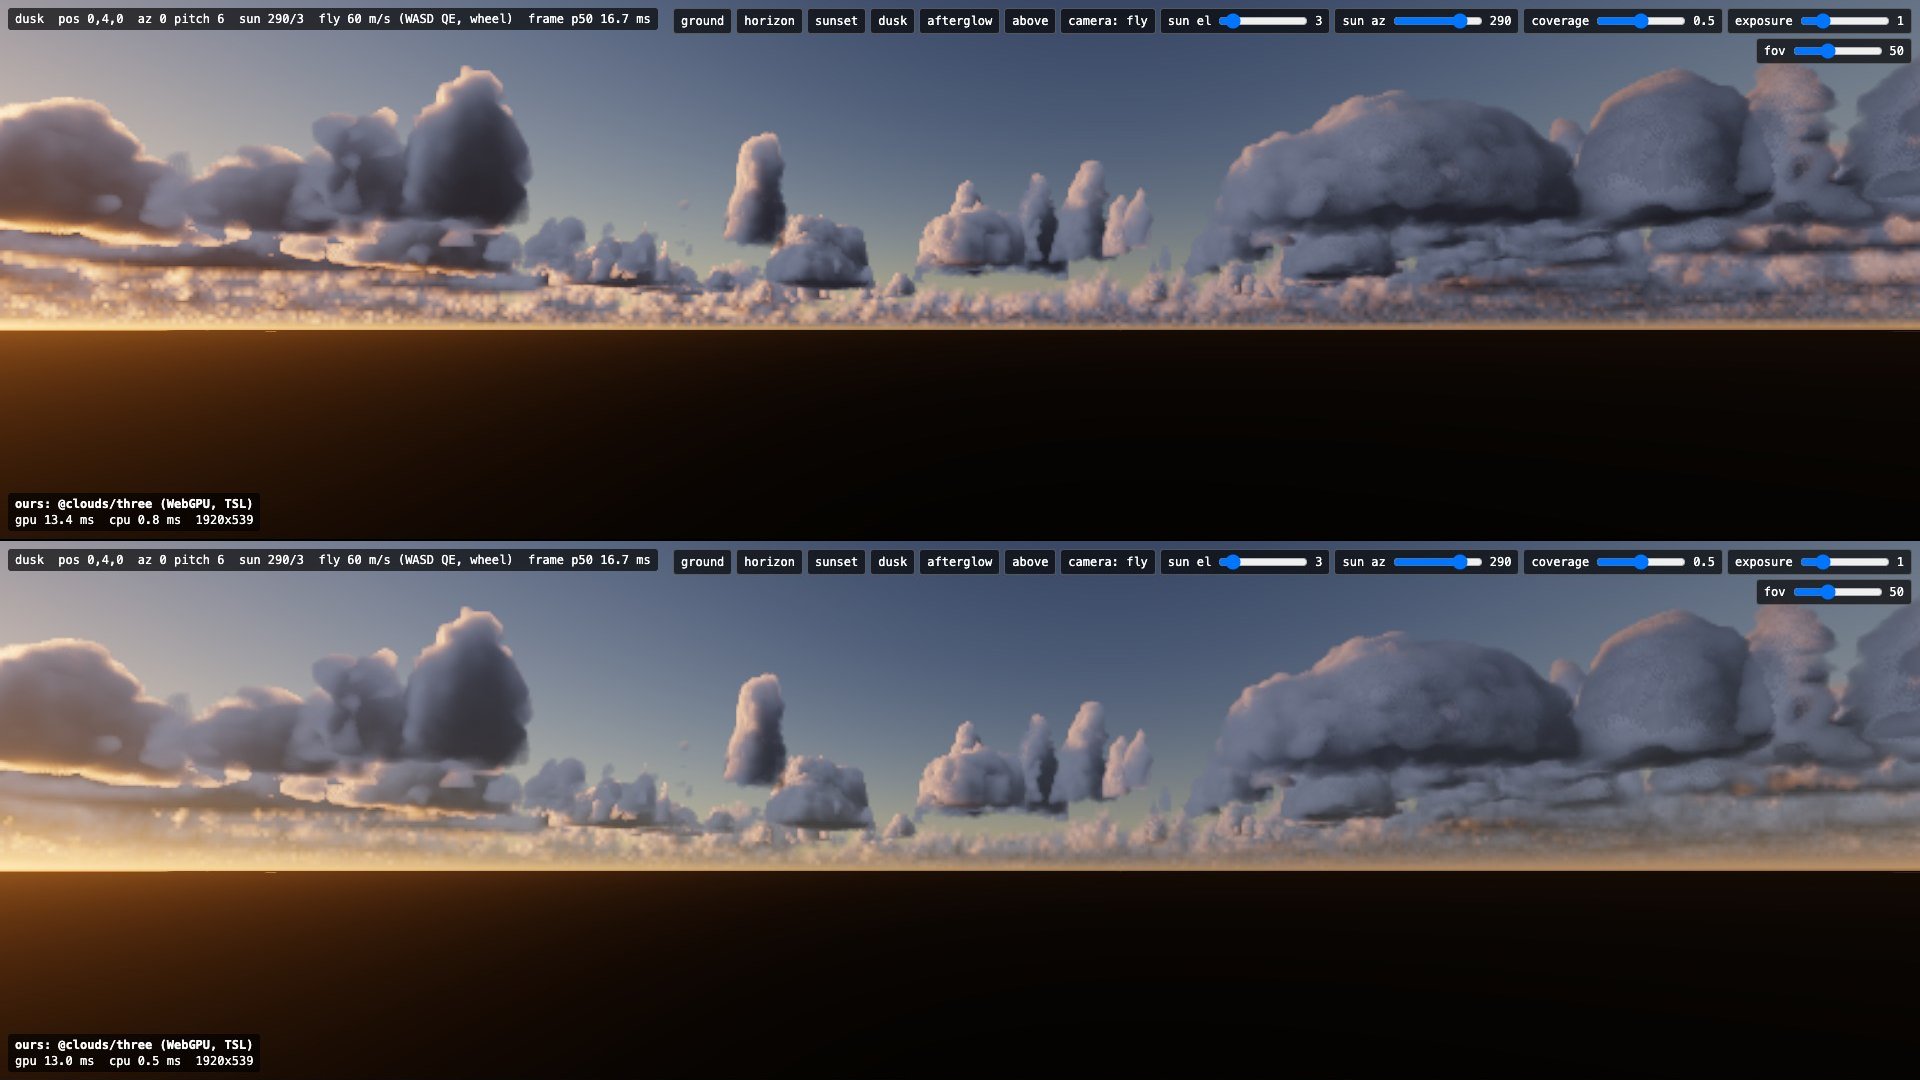 dusk pos 0,4,0 az 0 pitch 6 sun 290/3 fly 60 m/s (WASD QE, wheel) frame p50 16.7 ms
ground horizon sunset dusk afterglow above camera: fly sun el 3 sun az 290 coverage 0.5 exposure 1
fov 50
ours: @clouds/three (WebGPU, TSL)
gpu 13.4 ms cpu 0.8 ms 1920x539
dusk pos 0,4,0 az 0 pitch 6 sun 290/3 fly 60 m/s (WASD QE, wheel) frame p50 16.7 ms
ground horizon sunset dusk afterglow above camera: fly sun el 3 sun az 290 coverage 0.5 exposure 1
fov 50
ours: @clouds/three (WebGPU, TSL)
gpu 13.0 ms cpu 0.5 ms 1920x539